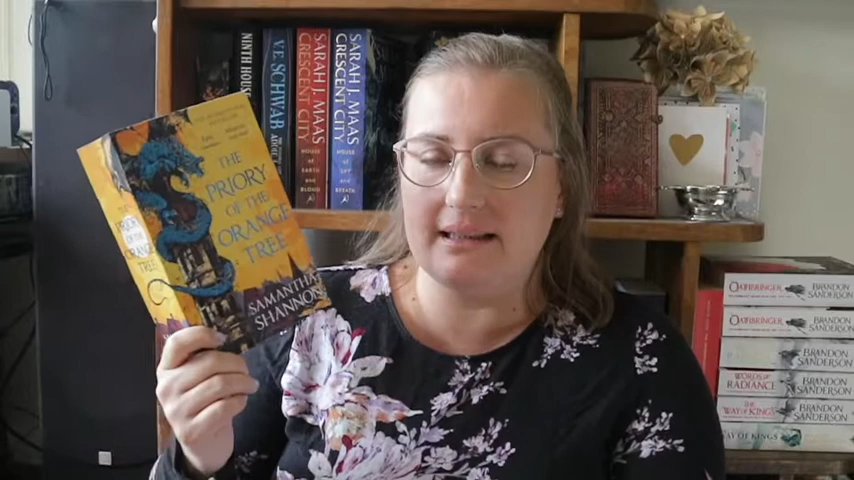 THE
PRIORY
OF THE
ORANGE
TREE
SAMANTHA
SHANNON
THE
PRIORY
OF THE
ORANGE
TREE
NINTH HOUSE
V.E. SCHWAB
SARAH J. MAAS
CRESCENT CITY
HOUSE
OF
EARTH
and
BLOOD
SARAH J. MAAS
CRESCENT CITY
HOUSE
OF
SKY
and
BREATH
OATHBRINGER
BRANDON
SANDERSON
OATHBRINGER
BRANDON
SANDERSON
BRANDON
SANDERSON
WORDS OF
RADIANCE
BRANDON
SANDERSON
THE
WAY OF KINGS
BRANDON
SANDERSON
THE
WAY OF KINGS
BRANDON
SANDERSON